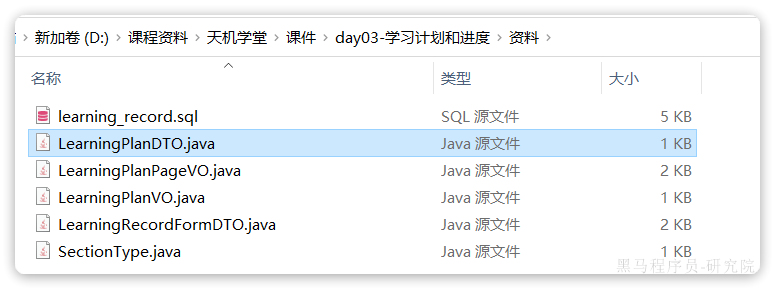 新加卷 (D:) › 课程资料 › 天机学堂 › 课件 › day03-学习计划和进度 › 资料 ›
名称 类型 大小
learning_record.sql SQL 源文件 5 KB
LearningPlanDTO.java Java 源文件 1 KB
LearningPlanPageVO.java Java 源文件 2 KB
LearningPlanVO.java Java 源文件 1 KB
LearningRecordFormDTO.java Java 源文件 2 KB
SectionType.java Java 源文件 1 KB
黑马程序员-研究院